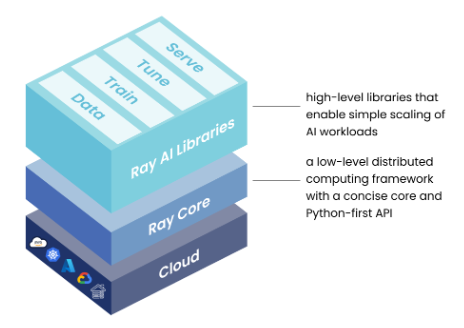 Serve
Tune
Train
Data
Ray AI Libraries
high-level libraries that
enable simple scaling of
AI workloads
Ray Core
a low-level distributed
computing framework
with a concise core and
Python-first API
Cloud
aws